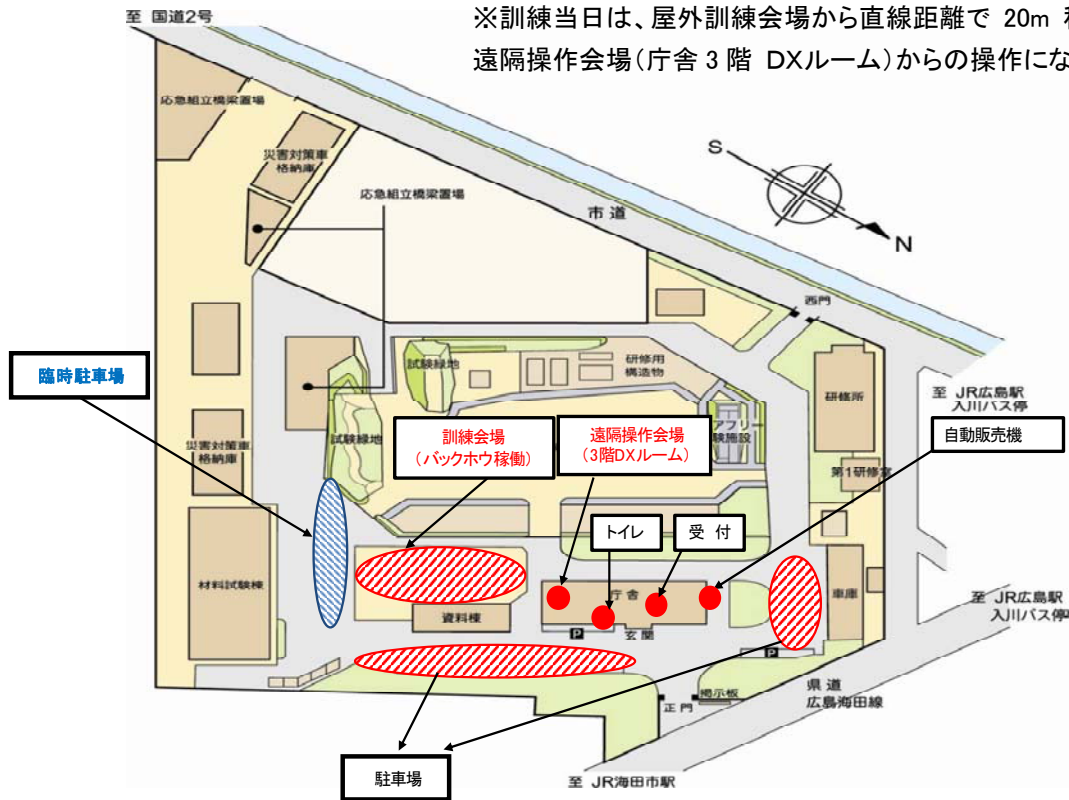 至 国道2号
※訓練当日は、屋外訓練会場から直線距離で 20m
遠隔操作会場(庁舎3階 DXルーム)からの操作にな
応急組立橋梁置場
災害対策車
格納庫
応急組立橋梁置場
市道
S
N
西門
臨時駐車場
試験緑地
研修用
構造物
研修所
至 JR広島駅
入川バス停
自動販売機
災害対策車
格納庫
試験緑地
訓練会場
(バックホウ稼働)
遠隔操作会場
(3階DXルーム)
アフリー
験施設
第1研修室
トイレ
受 付
材料試験棟
資料棟
庁舎
玄関
P
車庫
P
至 JR広島駅
入川バス停
県道
広島海田線
掲示板
正門
駐車場
至 JR海田市駅